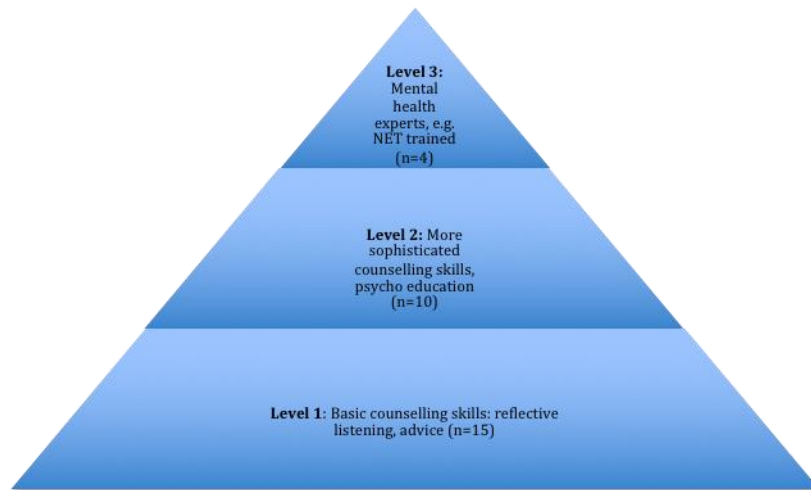 Level 3:
Mental
health
experts, e.g.
NET trained
(n=4)
Level 2: More
sophisticated
counselling skills,
psycho education
(n=10)
Level 1: Basic counselling skills: reflective
listening, advice (n=15)